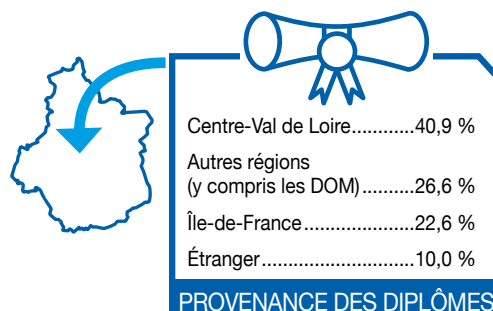 Centre-Val de Loire............40,9 %
Autres régions
(y compris les DOM)..........26,6 %
Île-de-France.....................22,6 %
Étranger.............................10,0 %
PROVENANCE DES DIPLÔMES